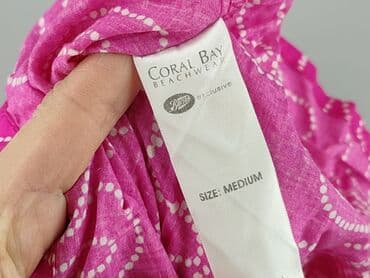 CORAL BAY
BEACHWEAR
Boots exclusive
SIZE: MEDIUM